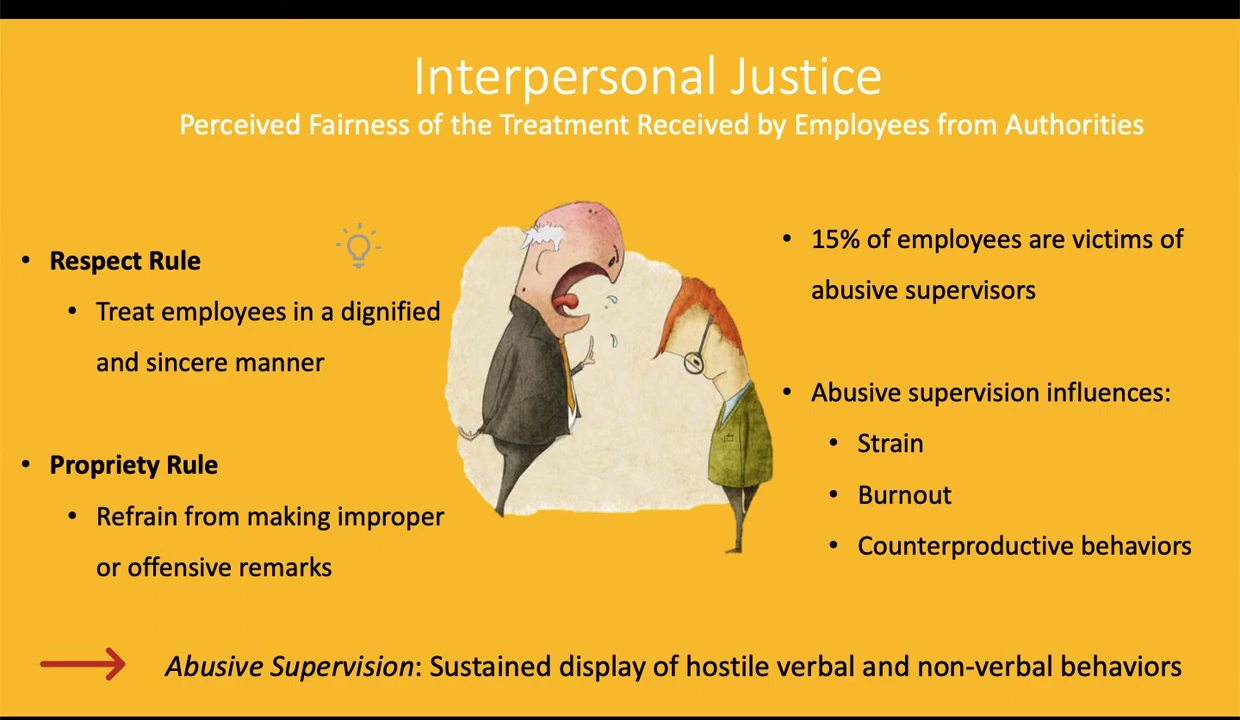 Interpersonal Justice
Perceived Fairness of the Treatment Received by Employees from Authorities
• Respect Rule
• Treat employees in a dignified
and sincere manner
• Propriety Rule
• Refrain from making improper
or offensive remarks
• 15% of employees are victims of
abusive supervisors
• Abusive supervision influences:
• Strain
• Burnout
• Counterproductive behaviors
Abusive Supervision: Sustained display of hostile verbal and non-verbal behaviors